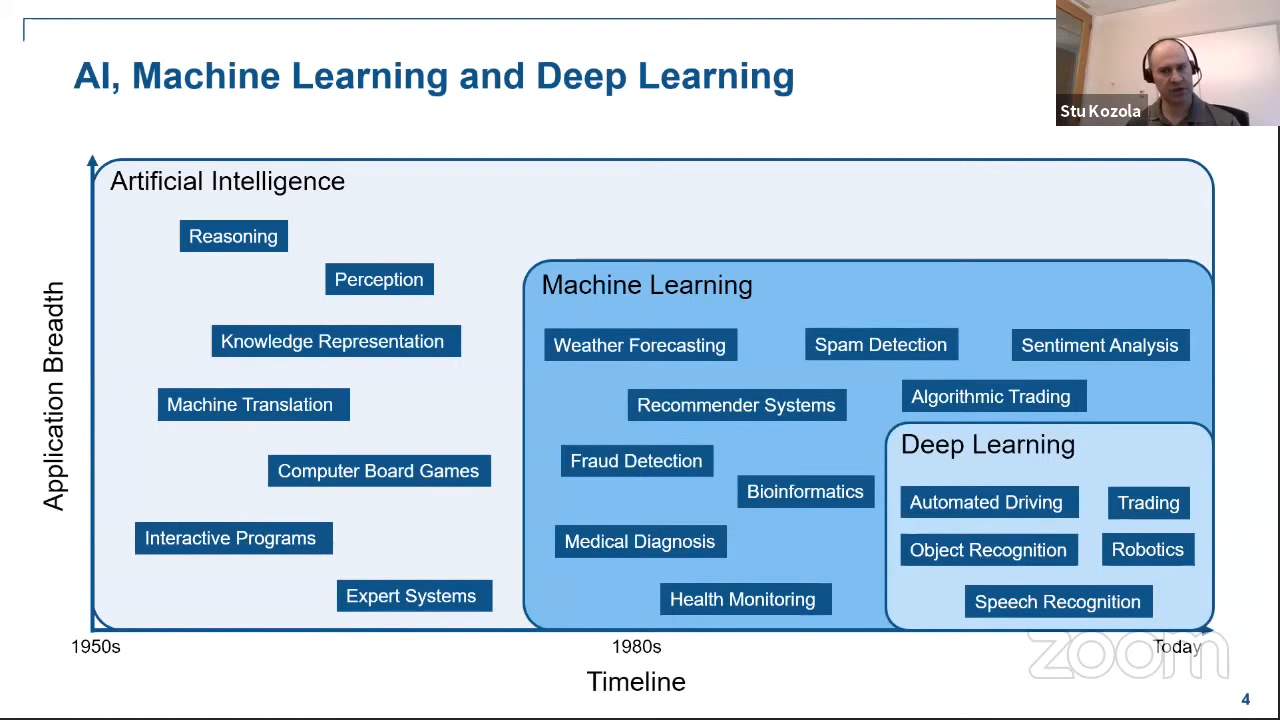 AI, Machine Learning and Deep Learning
Stu Kozola
Artificial Intelligence
Reasoning
Perception
Knowledge Representation
Machine Translation
Computer Board Games
Interactive Programs
Expert Systems
Machine Learning
Weather Forecasting
Spam Detection
Sentiment Analysis
Recommender Systems
Algorithmic Trading
Fraud Detection
Bioinformatics
Medical Diagnosis
Health Monitoring
Deep Learning
Automated Driving
Trading
Object Recognition
Robotics
Speech Recognition
Application Breadth
1950s
1980s
Today
Timeline
zoom
4